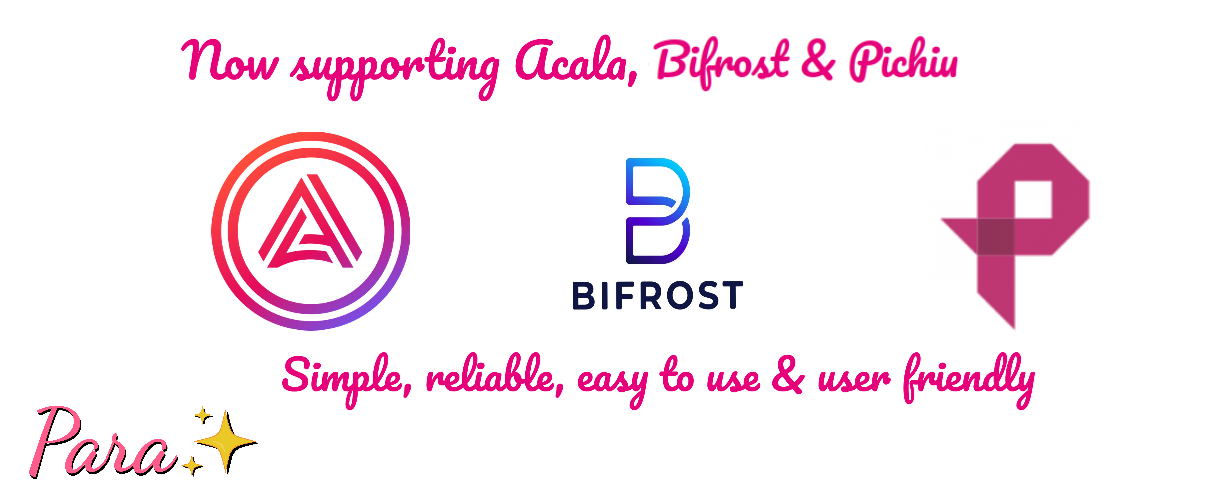 Now supporting Acala, Bifrost & Pichiu
BIFROST
Simple, reliable, easy to use & user friendly
Para